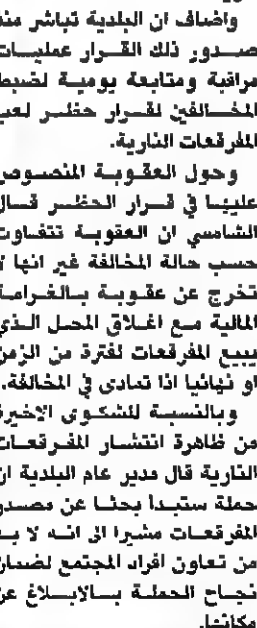 واضاف ان البلدية تباشر منذ
صدور ذلك القرار عمليات
مراقبة ومتابعة يومية لضبط
المخالفين لقرار حظر لعب
المفرقعات النارية.
وحول العقوبة المنصوص
عليها في قرار الحظر قال
الشامسي ان العقوبة تتفاوت
حسب حالة المخالفة غير انها لا
تخرج عن عقوبة بالغرامة
المالية مع اغلاق المحل الذي
يبيع المفرقعات لفترة من الزمن
او نهائيا اذا تمادى في المخالفة.
وبالنسبة للشكوى الاخيرة
من ظاهرة انتشار المفرقعات
النارية قال مدير عام البلدية ان
حملة ستبدأ بحثا عن مصدر
المفرقعات مشيرا الى انه لا بد
من تعاون افراد المجتمع لضمان
نجاح الحملة بالابلاغ عن
مكانها.